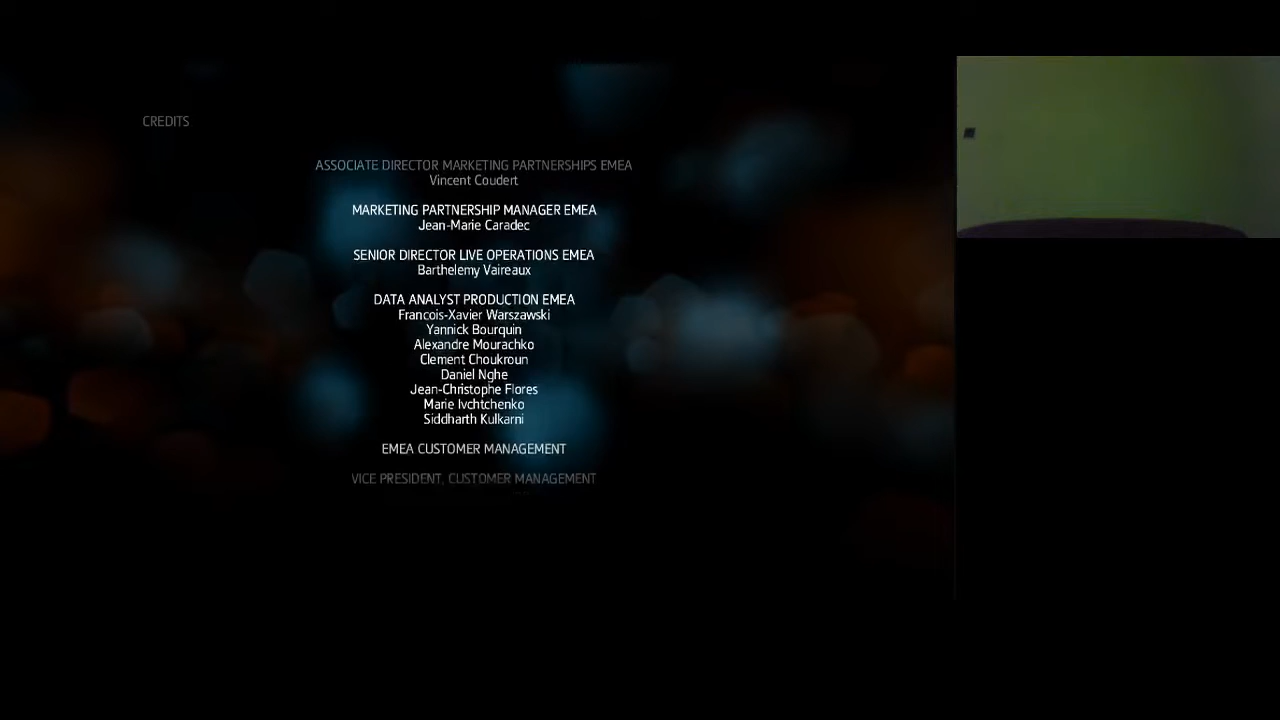 CREDITS
ASSOCIATE DIRECTOR MARKETING PARTNERSHIPS EMEA
Vincent Coudert
MARKETING PARTNERSHIP MANAGER EMEA
Jean-Marie Caradec
SENIOR DIRECTOR LIVE OPERATIONS EMEA
Barthelemy Vaireaux
DATA ANALYST PRODUCTION EMEA
Francois-Xavier Warszawski
Yannick Bourquin
Alexandre Mourachko
Clement Choukroun
Daniel Nghe
Jean-Christophe Flores
Marie Ivchtchenko
Siddharth Kulkarni
EMEA CUSTOMER MANAGEMENT
VICE PRESIDENT, CUSTOMER MANAGEMENT